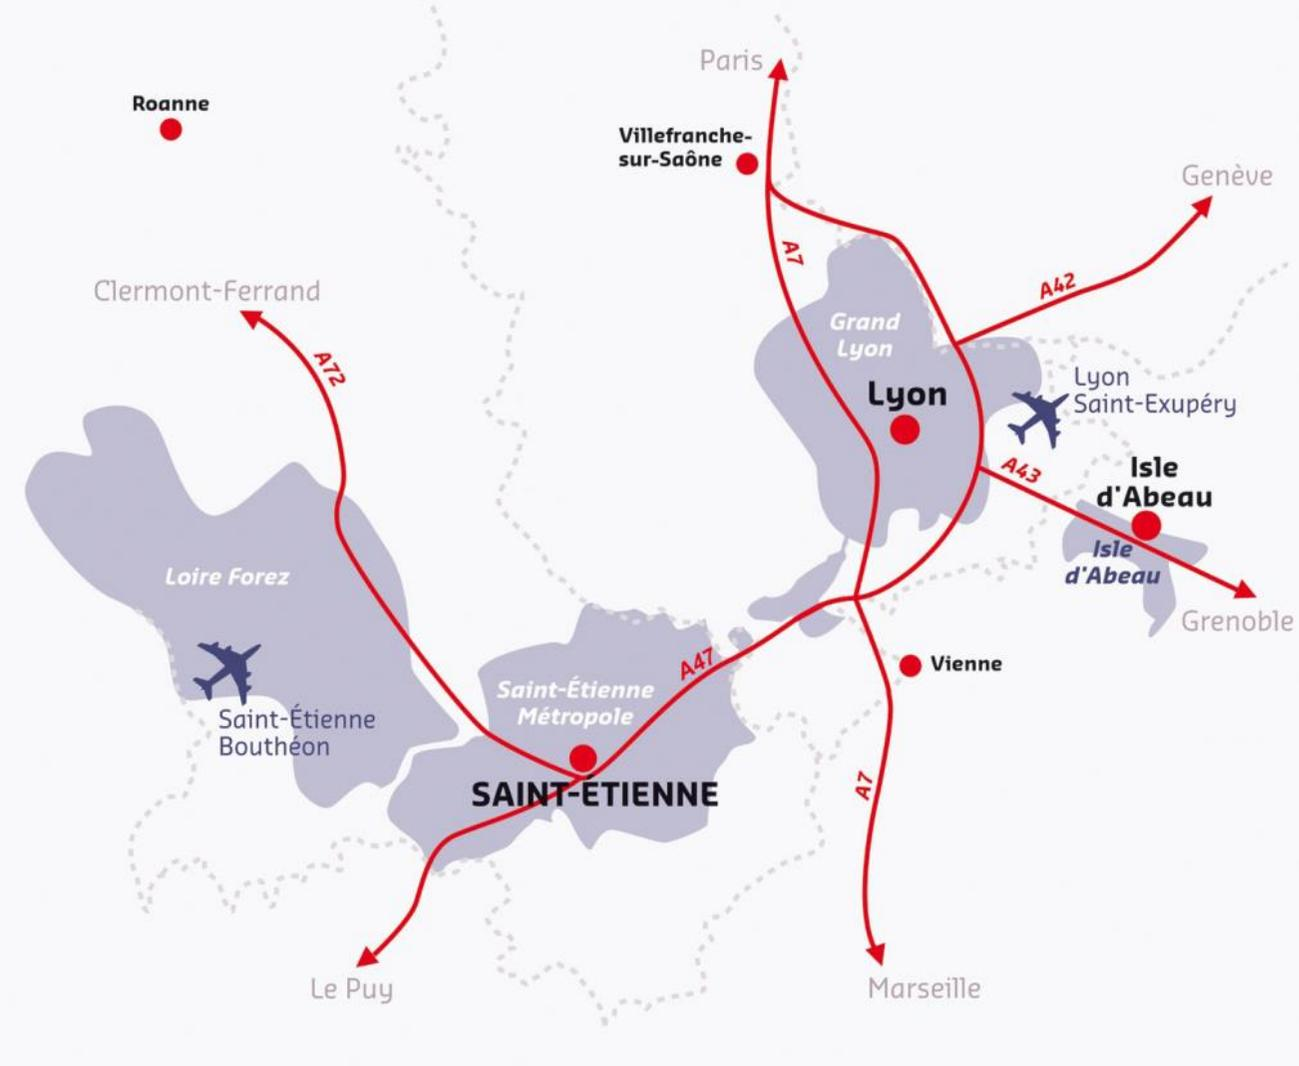 Paris
Roanne
Villefranche-
sur-Saône
Genève
A7
A42
Clermont-Ferrand
A72
Grand
Lyon
Lyon
Lyon
Saint-Exupéry
A43
Isle
d'Abeau
Isle
d'Abeau
Grenoble
Loire Forez
Saint-Étienne
Bouthéon
A47
Vienne
Saint-Étienne
Métropole
SAINT-ÉTIENNE
A7
Le Puy
Marseille